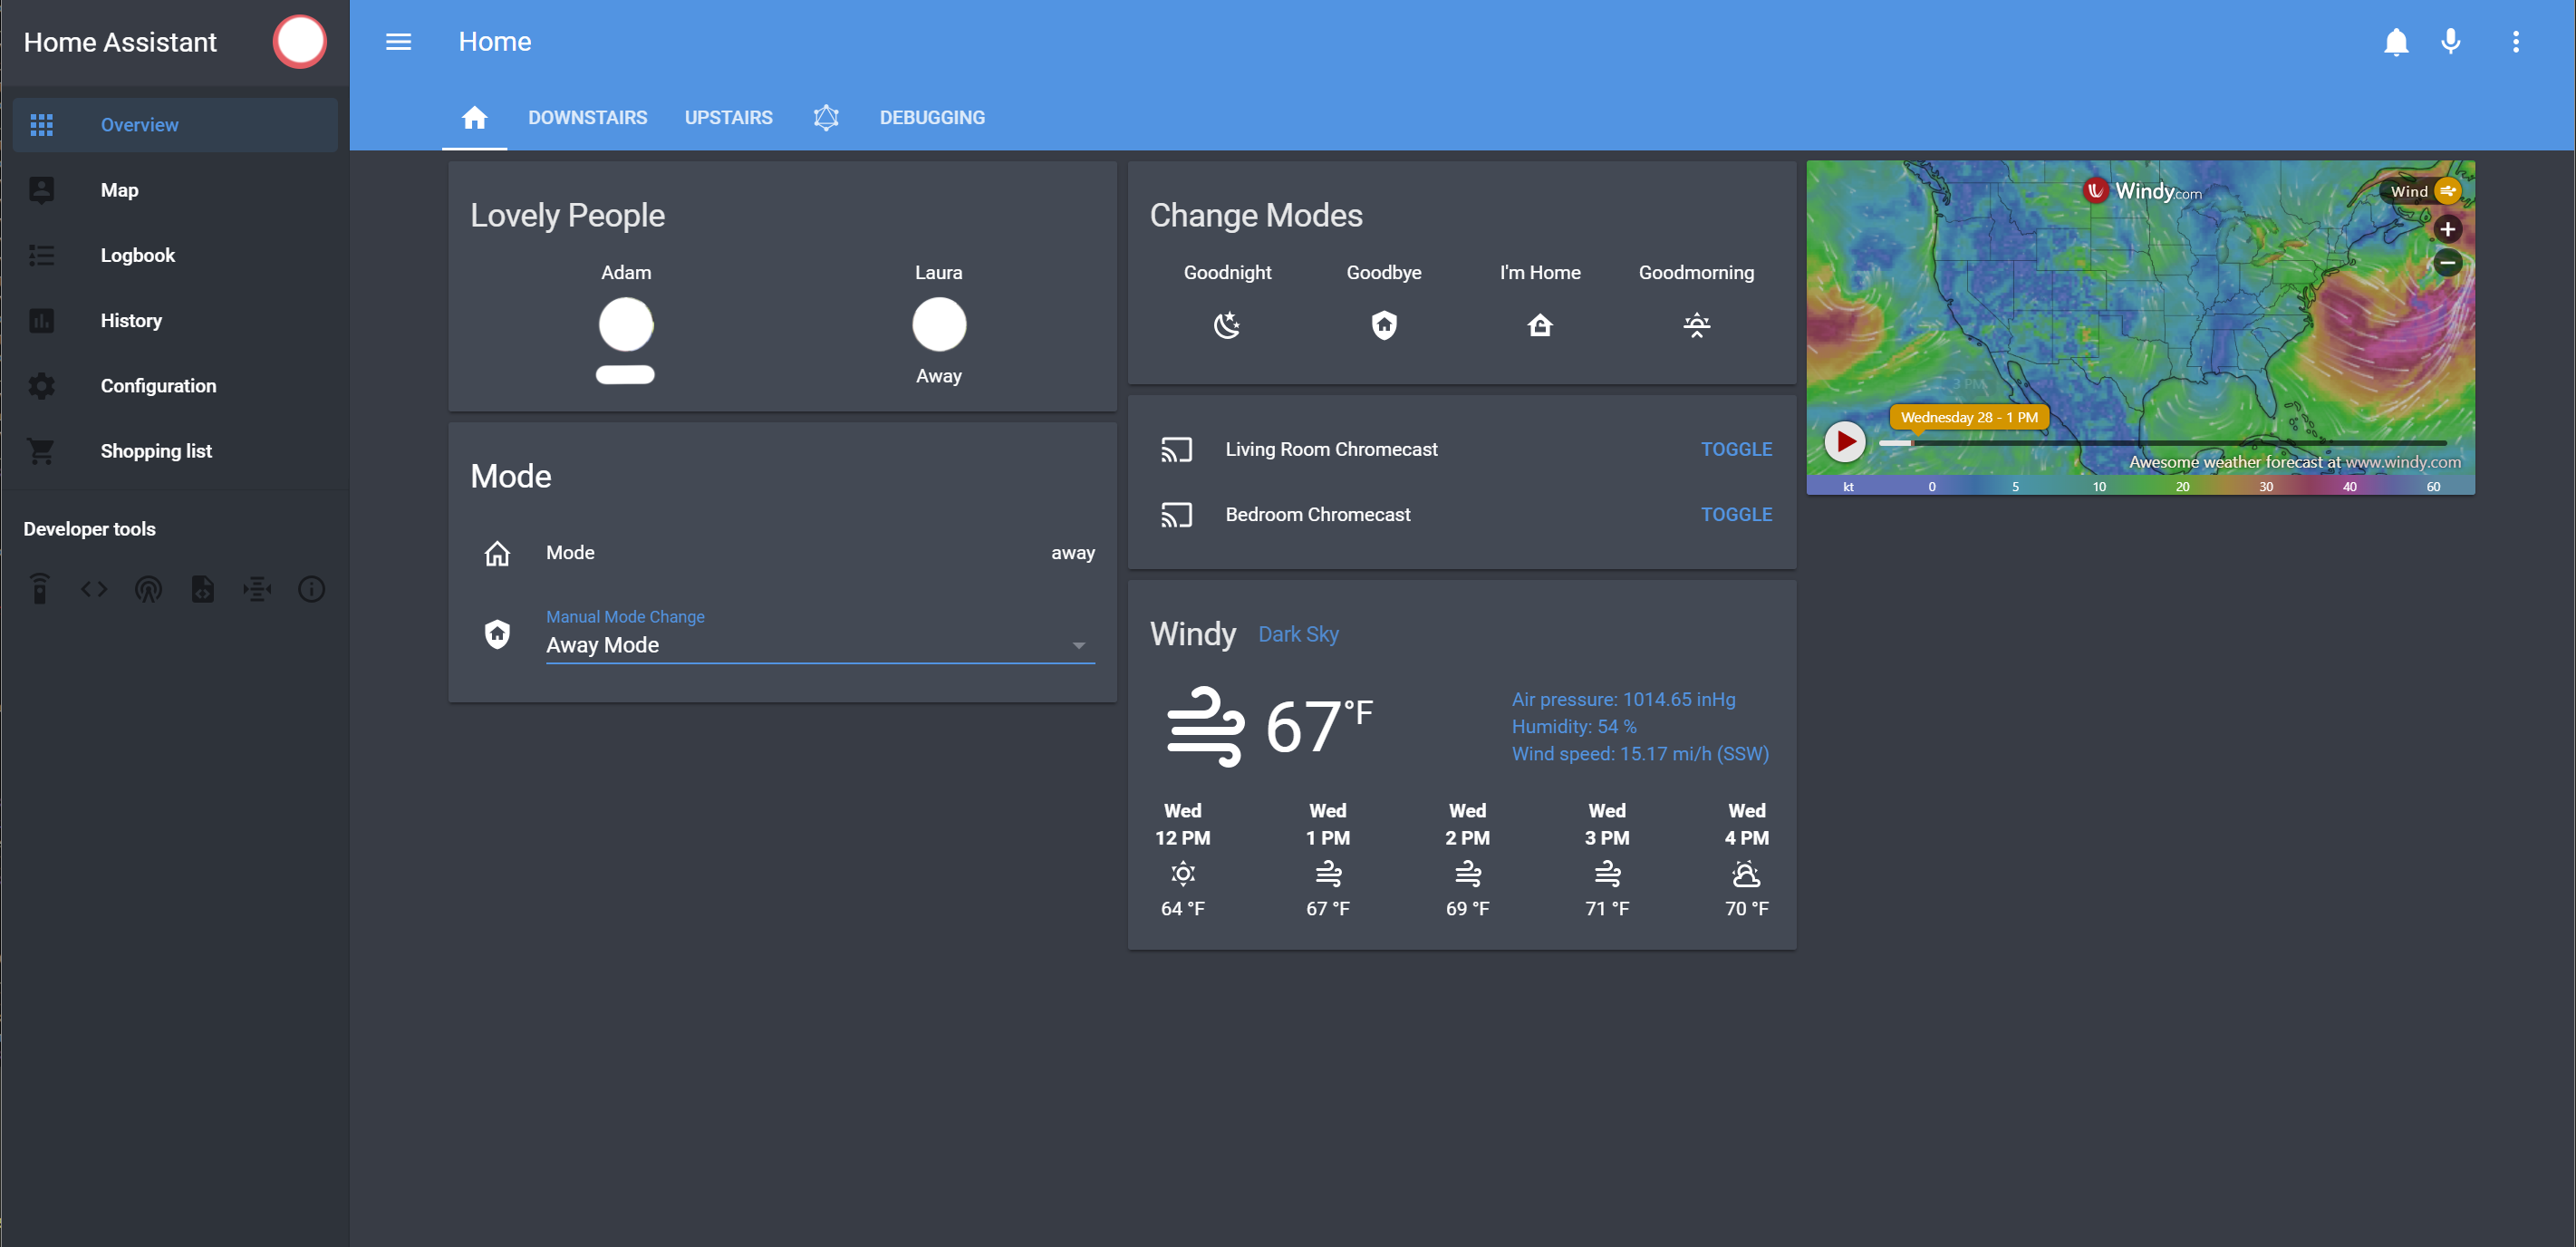 Home Assistant
Overview
Map
Logbook
History
Configuration
Shopping list
Developer tools
Home
DOWNSTAIRS
UPSTAIRS
DEBUGGING
Lovely People
Adam
Laura
Away
Mode
Mode
away
Manual Mode Change
Away Mode
Change Modes
Goodnight
Goodbye
I'm Home
Goodmorning
Living Room Chromecast
TOGGLE
Bedroom Chromecast
TOGGLE
Windy Dark Sky
67 °F
Air pressure: 1014.65 inHg
Humidity: 54 %
Wind speed: 15.17 mi/h (SSW)
Wed Wed Wed Wed Wed
12 PM 1 PM 2 PM 3 PM 4 PM
64 °F 67 °F 69 °F 71 °F 70 °F
Windy.com
Wind
+
−
3 PM
Wednesday 28 - 1 PM
Awesome weather forecast at www.windy.com
kt 0 5 10 20 30 40 60